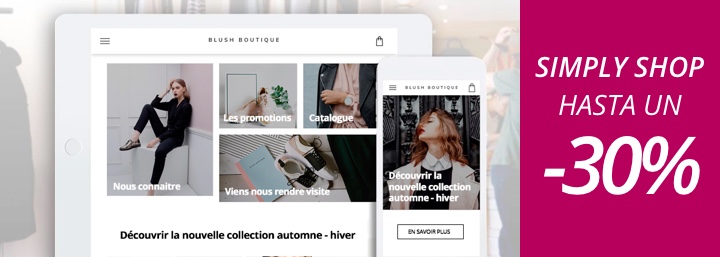 BLUSH BOUTIQUE
Nous connaitre
Les promotions
Catalogue
Viens nous rendre visite
Découvrir la nouvelle collection automne - hiver
BLUSH BOUTIQUE
Découvrir la
nouvelle collection
automne - hiver
EN SAVOIR PLUS
SIMPLY SHOP
HASTA UN
-30%